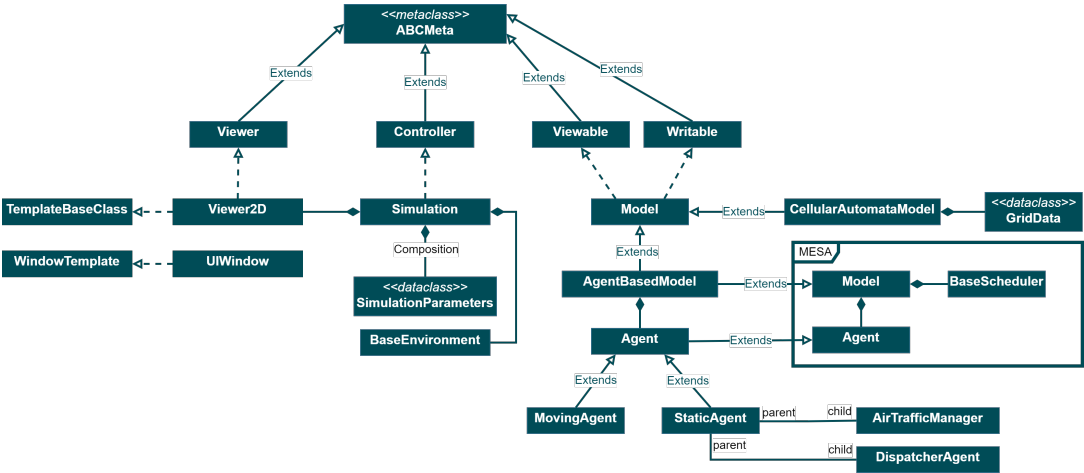 <<metaclass>>
ABCMeta
Extends
Extends
Extends
Extends
Viewer
Controller
Viewable
Writable
TemplateBaseClass
Viewer2D
Simulation
Model
Extends
CellularAutomataModel
<<dataclass>>
GridData
Composition
Extends
MESA
WindowTemplate
UIWindow
<<dataclass>>
SimulationParameters
AgentBasedModel
Extends
Model
BaseScheduler
BaseEnvironment
Agent
Extends
Agent
Extends
Extends
MovingAgent
StaticAgent
parent
child
AirTrafficManager
parent
child
DispatcherAgent